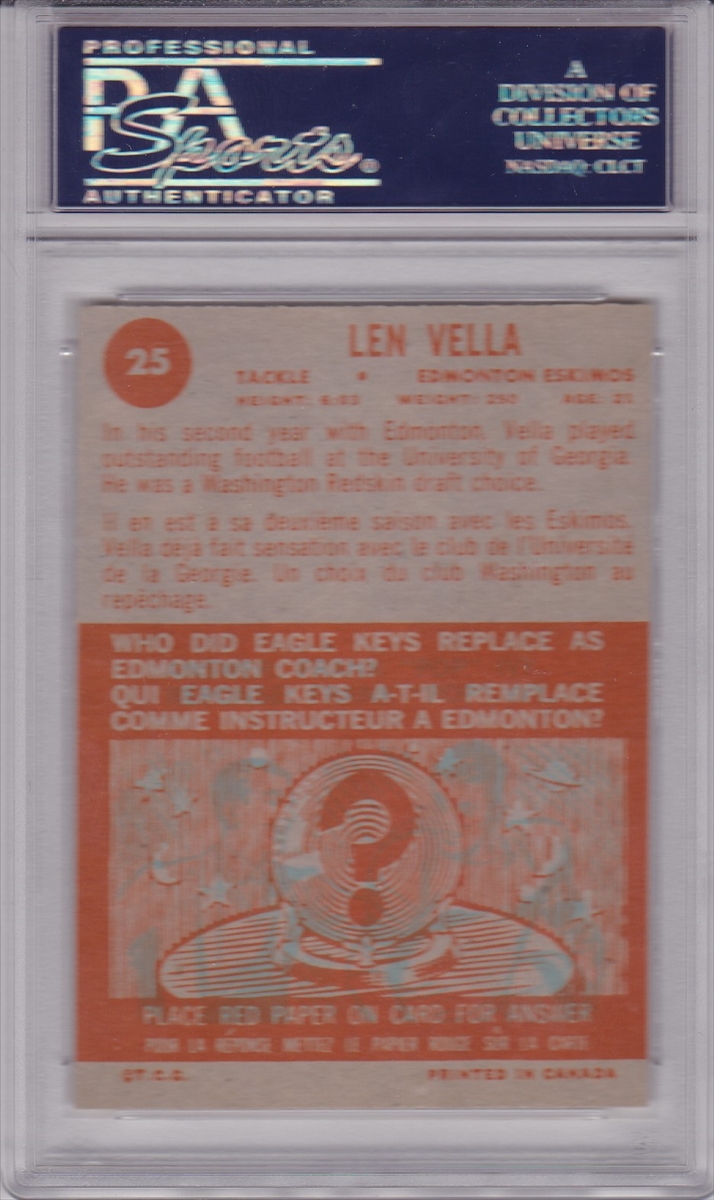 PROFESSIONAL
PSA
Sports®
AUTHENTICATOR
A
DIVISION OF
COLLECTORS
UNIVERSE
NASDAQ: CLCT
25
LEN VELLA
TACKLE • EDMONTON ESKIMOS
HEIGHT: 6:03 WEIGHT: 250 AGE: 21
In his second year with Edmonton, Vella played
outstanding football at the University of Georgia.
He was a Washington Redskin draft choice.
Il en est à sa deuxième saison avec les Eskimos.
Vella déjà fait sensation avec le club de l'Université
de la Georgie. Un choix du club Washington au
repêchage.
WHO DID EAGLE KEYS REPLACE AS
EDMONTON COACH?
QUI EAGLE KEYS A-T-IL REMPLACE
COMME INSTRUCTEUR A EDMONTON?
?
PLACE RED PAPER ON CARD FOR ANSWER
POUR LA RÉPONSE METTEZ LE PAPIER ROUGE SUR LA CARTE
©T.C.G. PRINTED IN CANADA